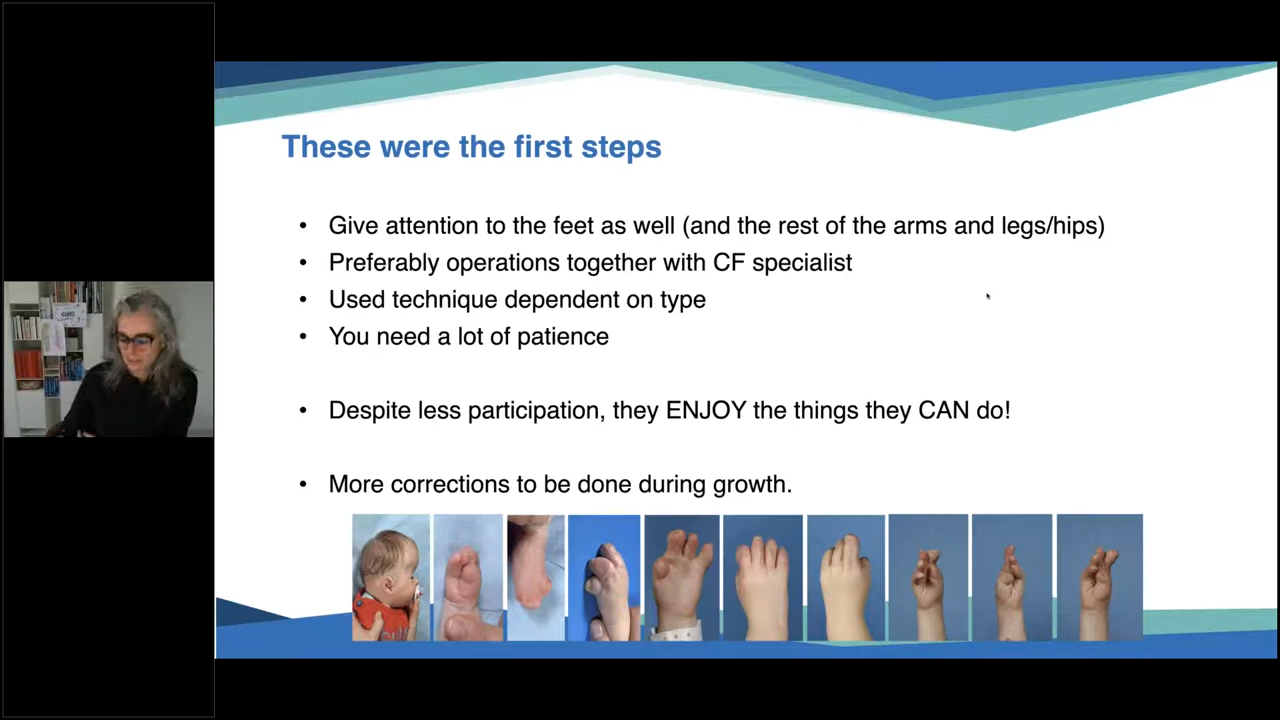 These were the first steps
• Give attention to the feet as well (and the rest of the arms and legs/hips)
• Preferably operations together with CF specialist
• Used technique dependent on type
• You need a lot of patience
• Despite less participation, they ENJOY the things they CAN do!
• More corrections to be done during growth.